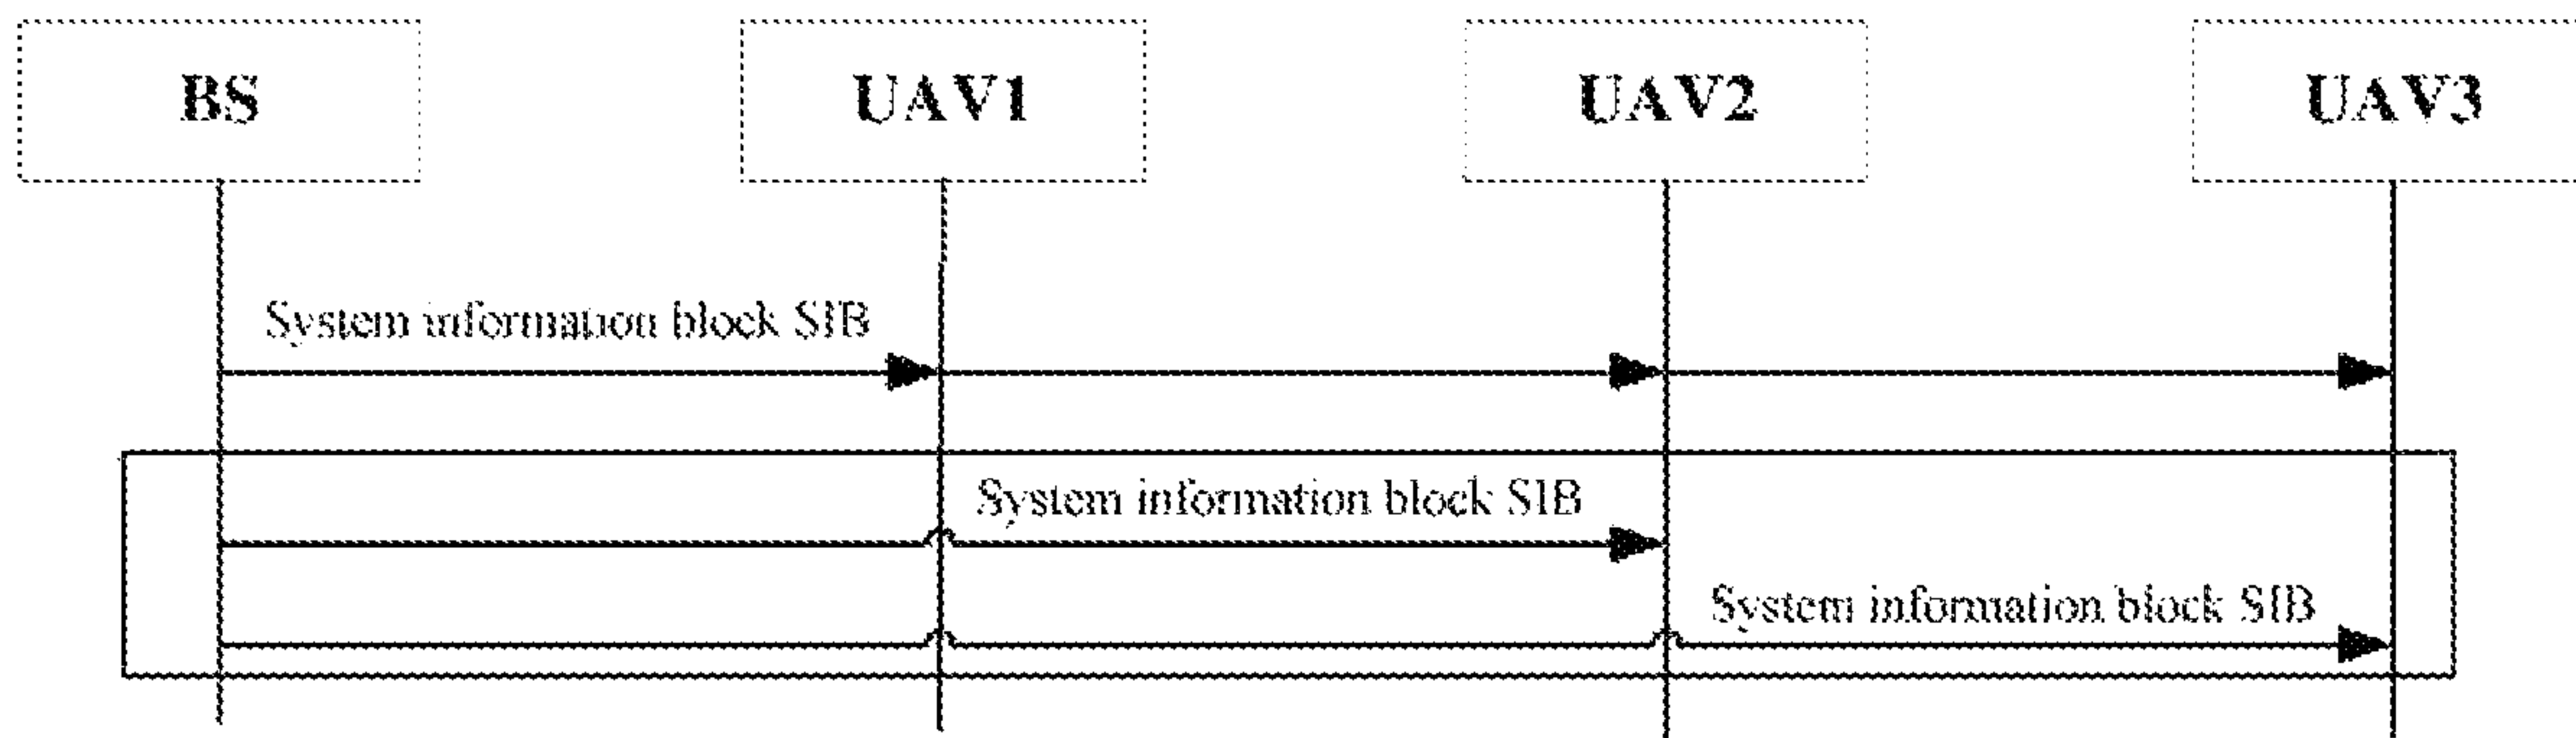 BS
UAV1
UAV2
UAV3
System information block SIB
System information block SIB
System information block SIB